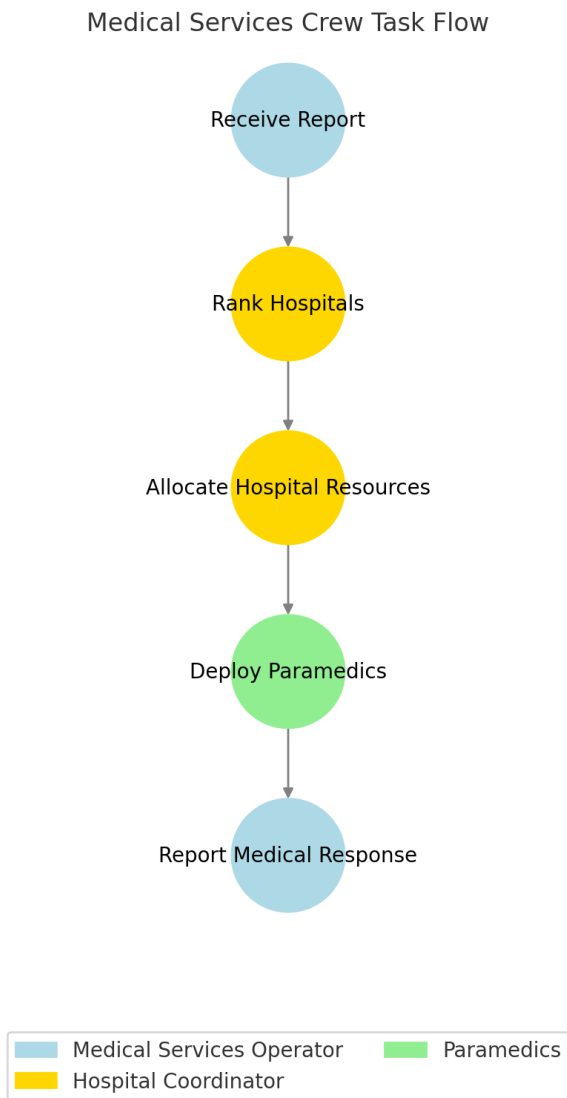 Medical Services Crew Task Flow
Receive Report
Rank Hospitals
Allocate Hospital Resources
Deploy Paramedics
Report Medical Response
Medical Services Operator
Paramedics
Hospital Coordinator